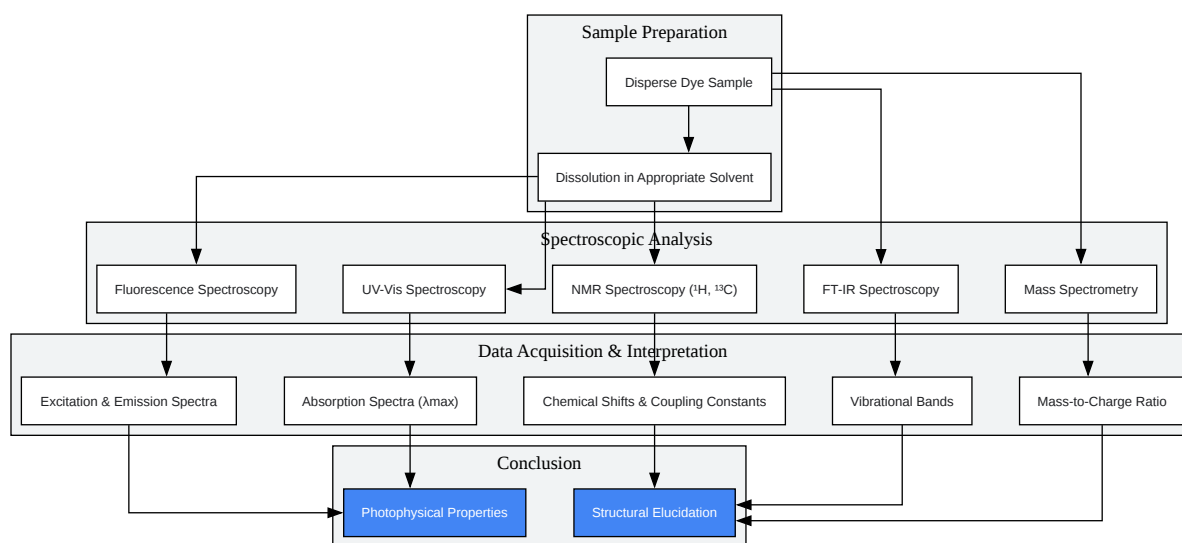 Sample Preparation
Disperse Dye Sample
Dissolution in Appropriate Solvent
Spectroscopic Analysis
Fluorescence Spectroscopy
UV-Vis Spectroscopy
NMR Spectroscopy (¹H, ¹³C)
FT-IR Spectroscopy
Mass Spectrometry
Data Acquisition & Interpretation
Excitation & Emission Spectra
Absorption Spectra (λmax)
Chemical Shifts & Coupling Constants
Vibrational Bands
Mass-to-Charge Ratio
Conclusion
Photophysical Properties
Structural Elucidation